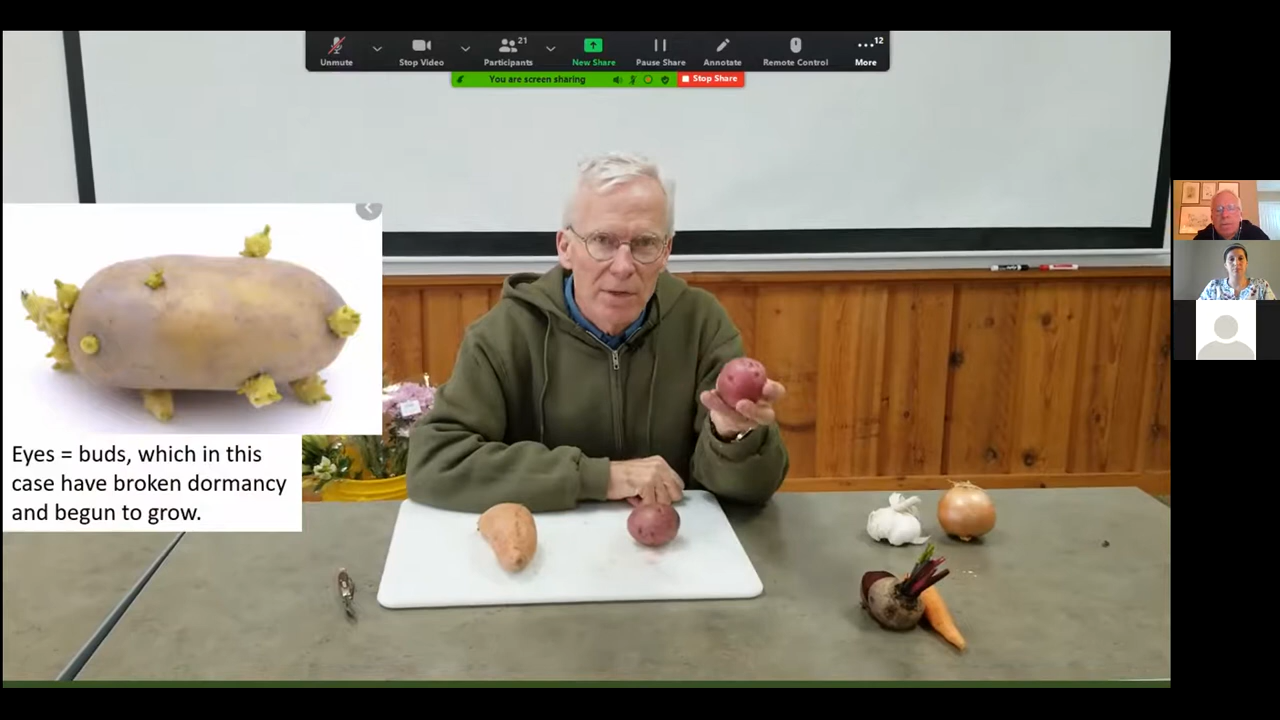 21
12
Unmute
Stop Video
Participants
New Share
Pause Share
Annotate
Remote Control
More
You are screen sharing
Stop Share
Eyes = buds, which in this
case have broken dormancy
and begun to grow.